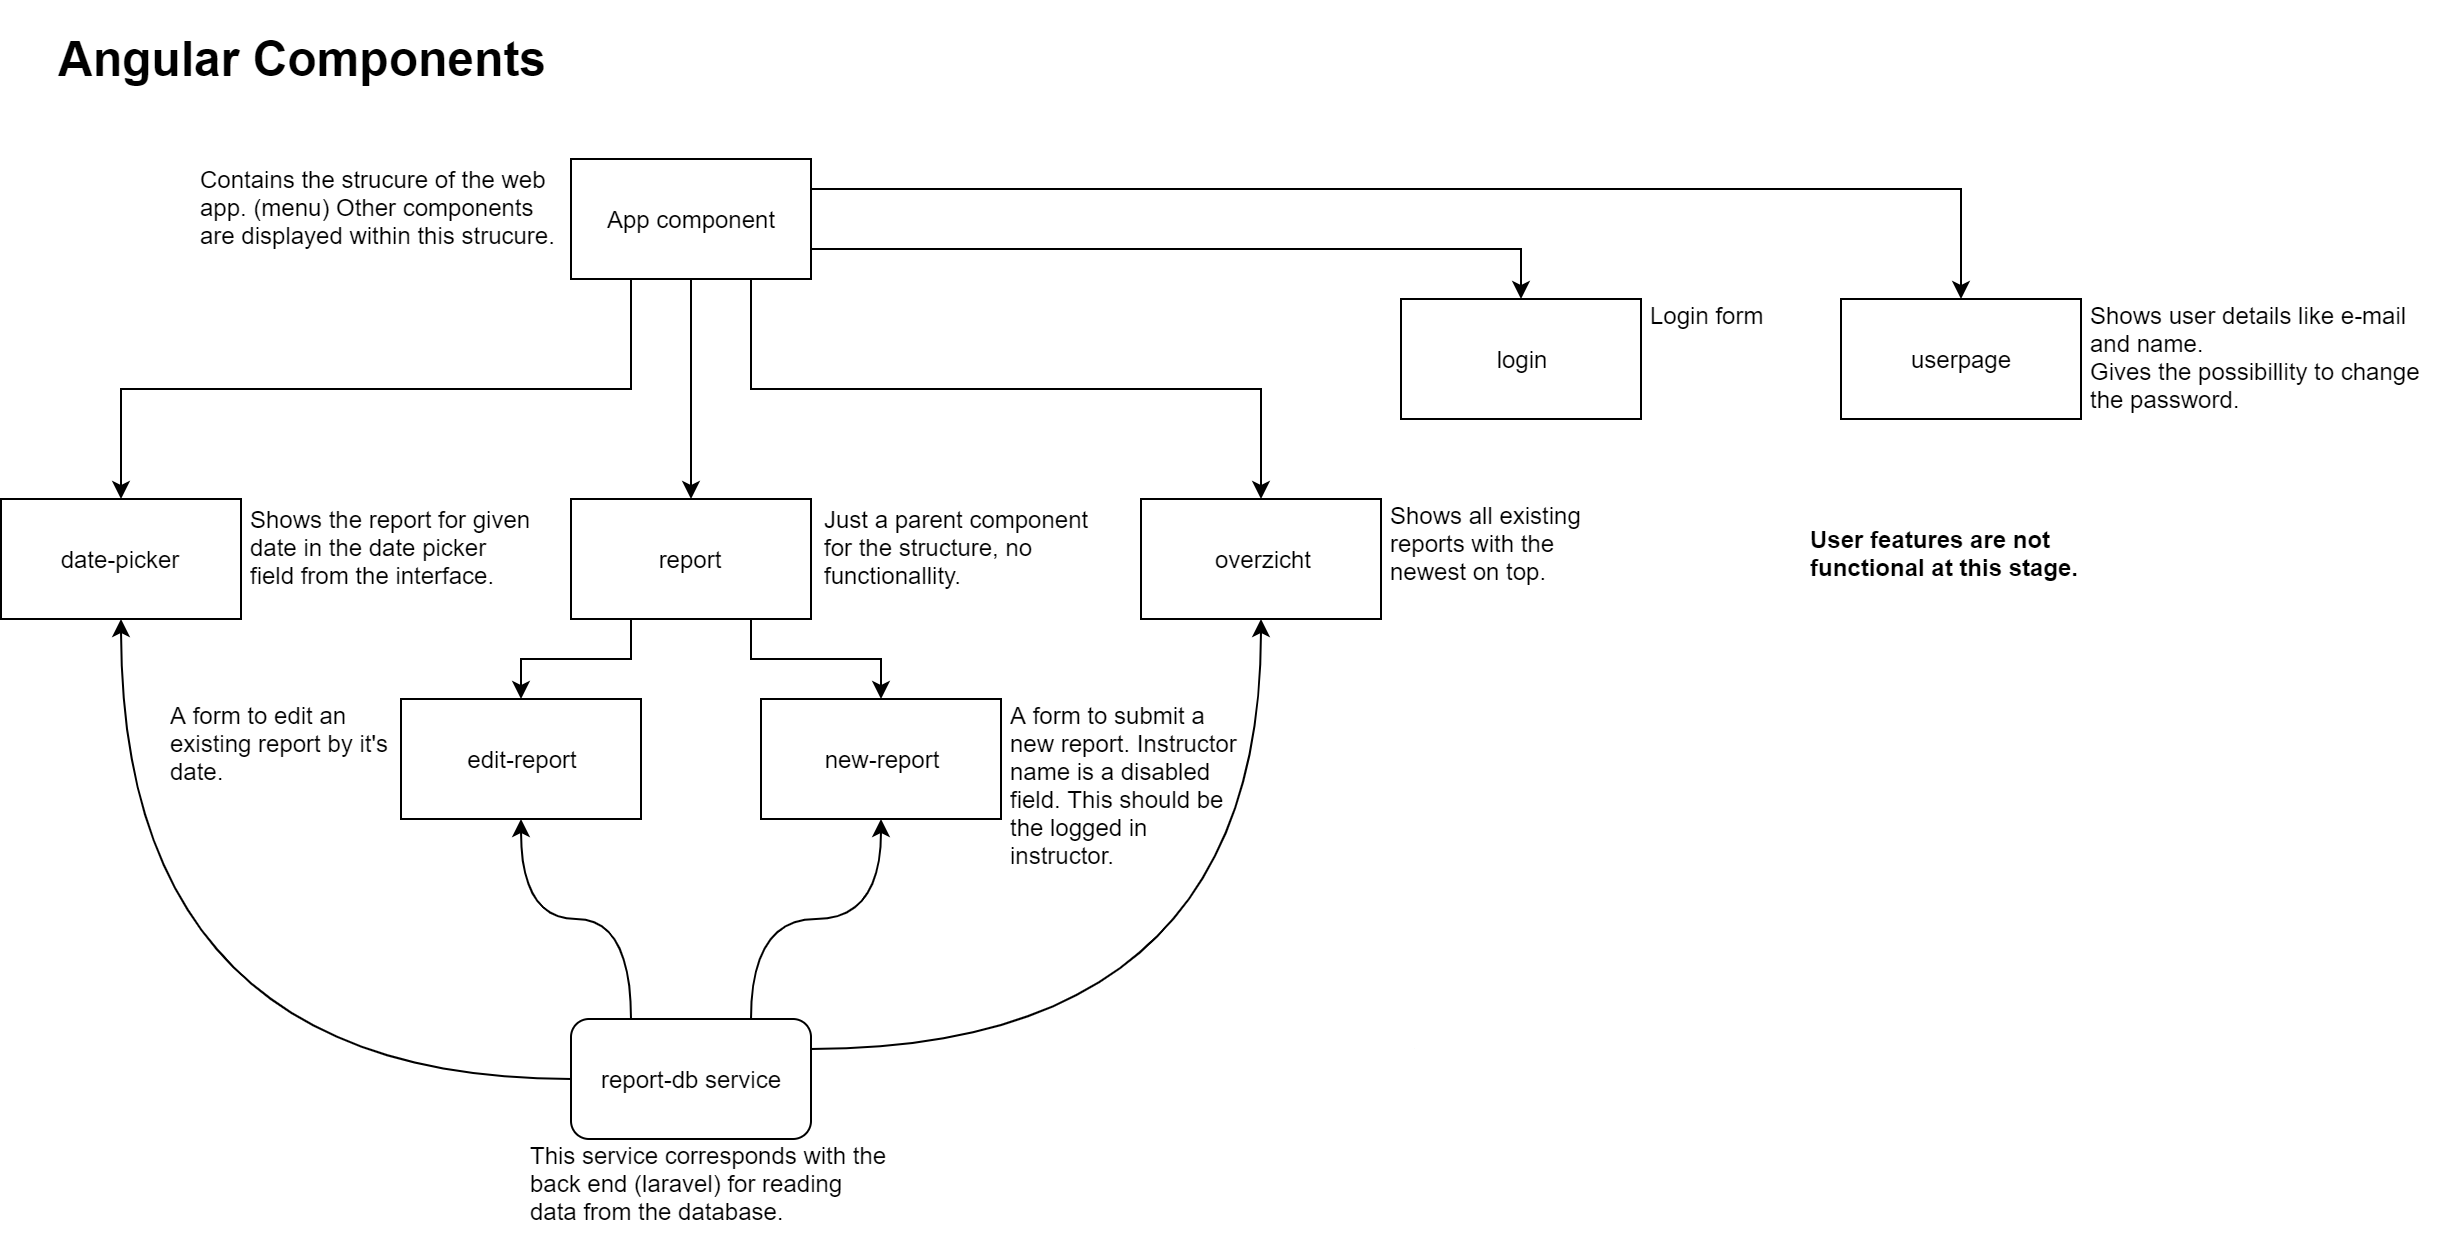 Angular Components
Contains the strucure of the web
app. (menu) Other components
are displayed within this strucure.
App component
login
Login form
userpage
Shows user details like e-mail
and name.
Gives the possibillity to change
the password.
date-picker
Shows the report for given
date in the date picker
field from the interface.
report
Just a parent component
for the structure, no
functionallity.
overzicht
Shows all existing
reports with the
newest on top.
User features are not
functional at this stage.
A form to edit an
existing report by it's
date.
edit-report
new-report
A form to submit a
new report. Instructor
name is a disabled
field. This should be
the logged in
instructor.
report-db service
This service corresponds with the
back end (laravel) for reading
data from the database.